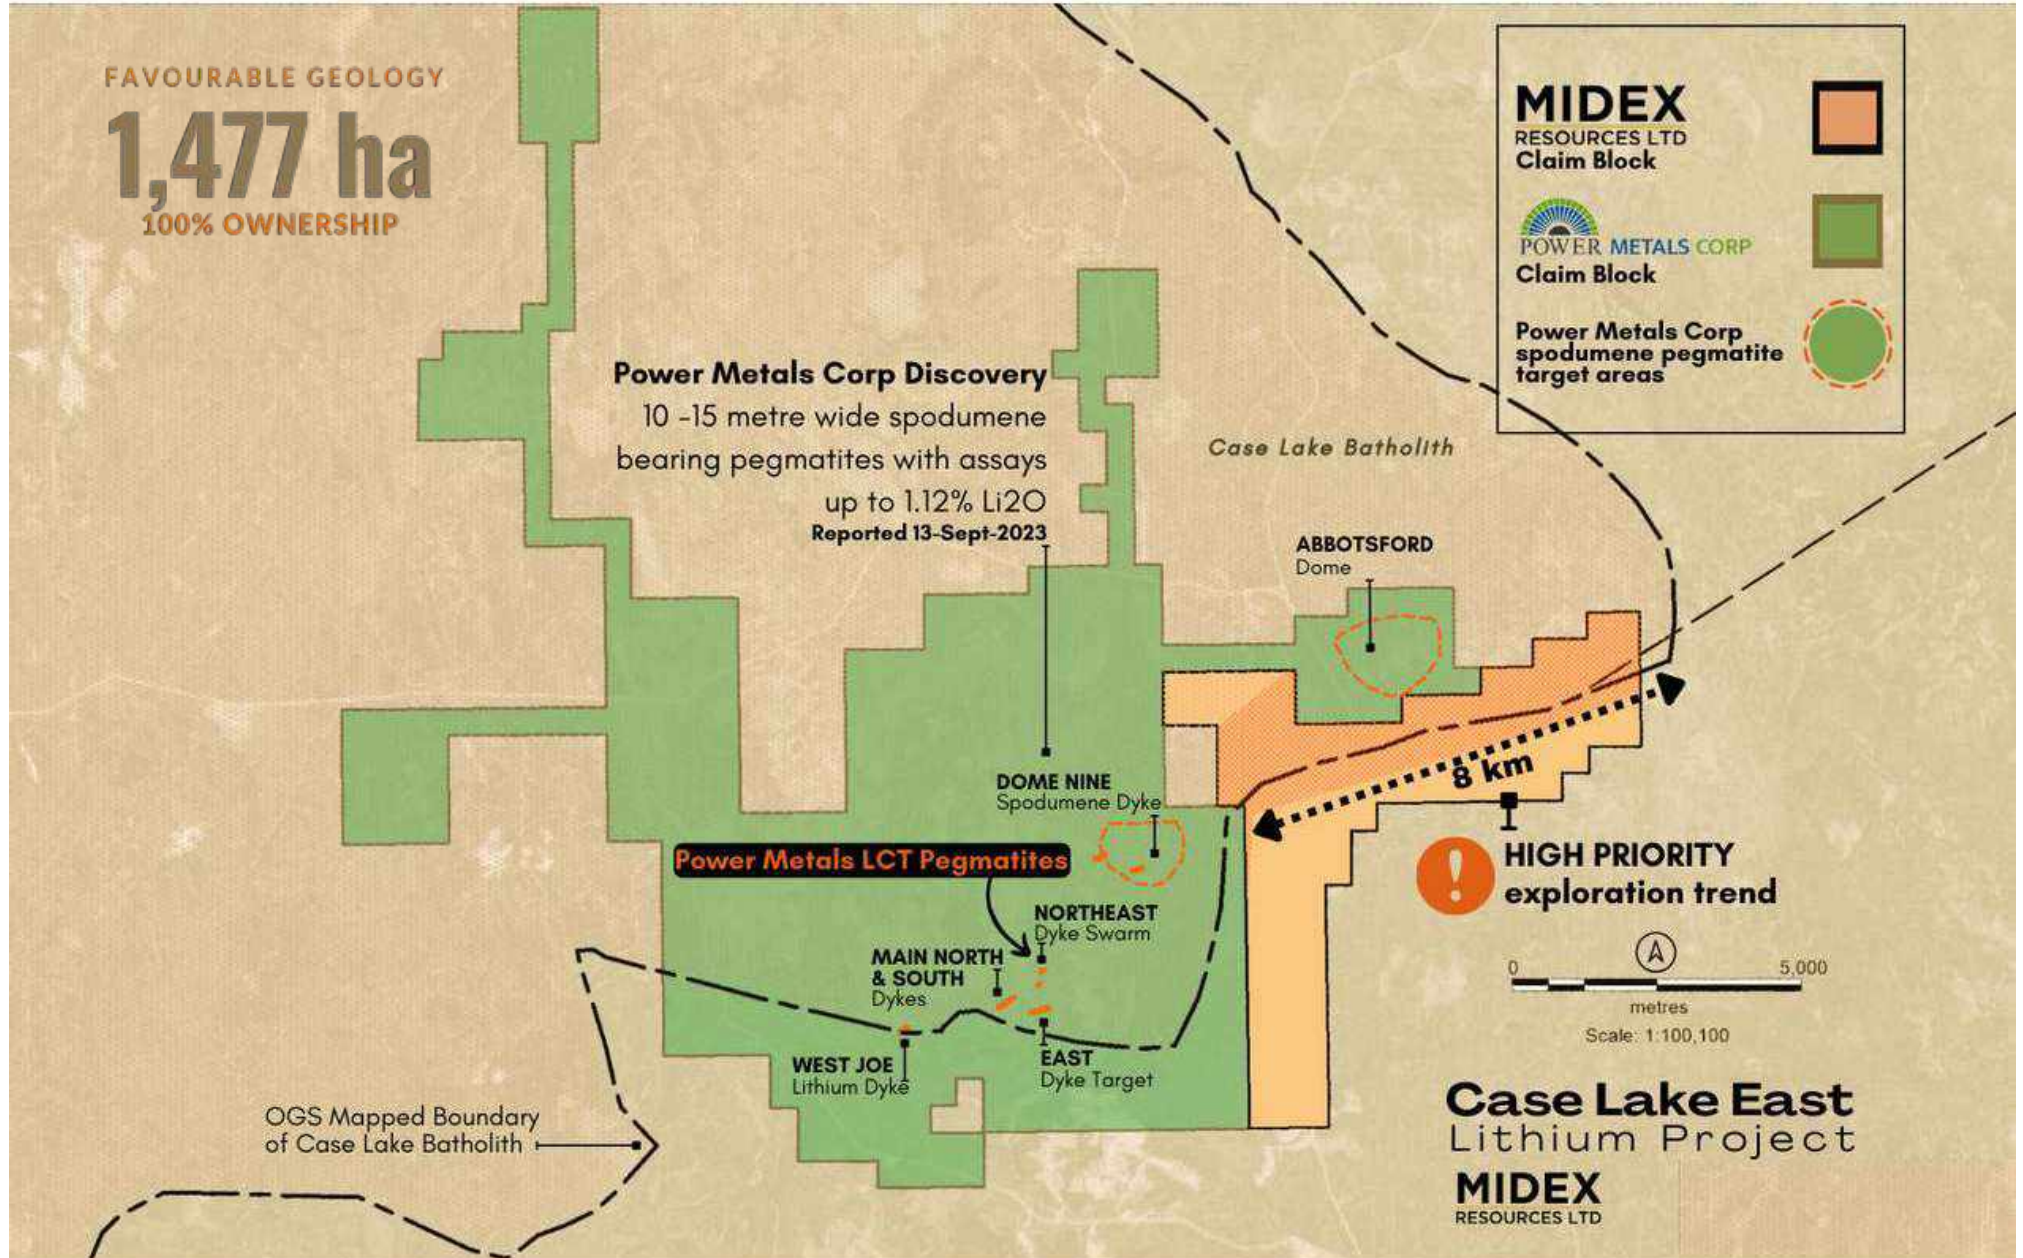 FAVOURABLE GEOLOGY
1,477 ha
100% OWNERSHIP
MIDEX
RESOURCES LTD
Claim Block
POWER METALS CORP
Claim Block
Power Metals Corp
spodumene pegmatite
target areas
Power Metals Corp Discovery
10 -15 metre wide spodumene
bearing pegmatites with assays
up to 1.12% Li2O
Reported 13-Sept-2023
Case Lake Batholith
ABBOTSFORD
Dome
DOME NINE
Spodumene Dyke
8 km
Power Metals LCT Pegmatites
HIGH PRIORITY
exploration trend
!
NORTHEAST
Dyke Swarm
MAIN NORTH
& SOUTH
Dykes
WEST JOE
Lithium Dyke
EAST
Dyke Target
A
0 5,000
metres
Scale: 1:100,100
OGS Mapped Boundary
of Case Lake Batholith
Case Lake East
Lithium Project
MIDEX
RESOURCES LTD